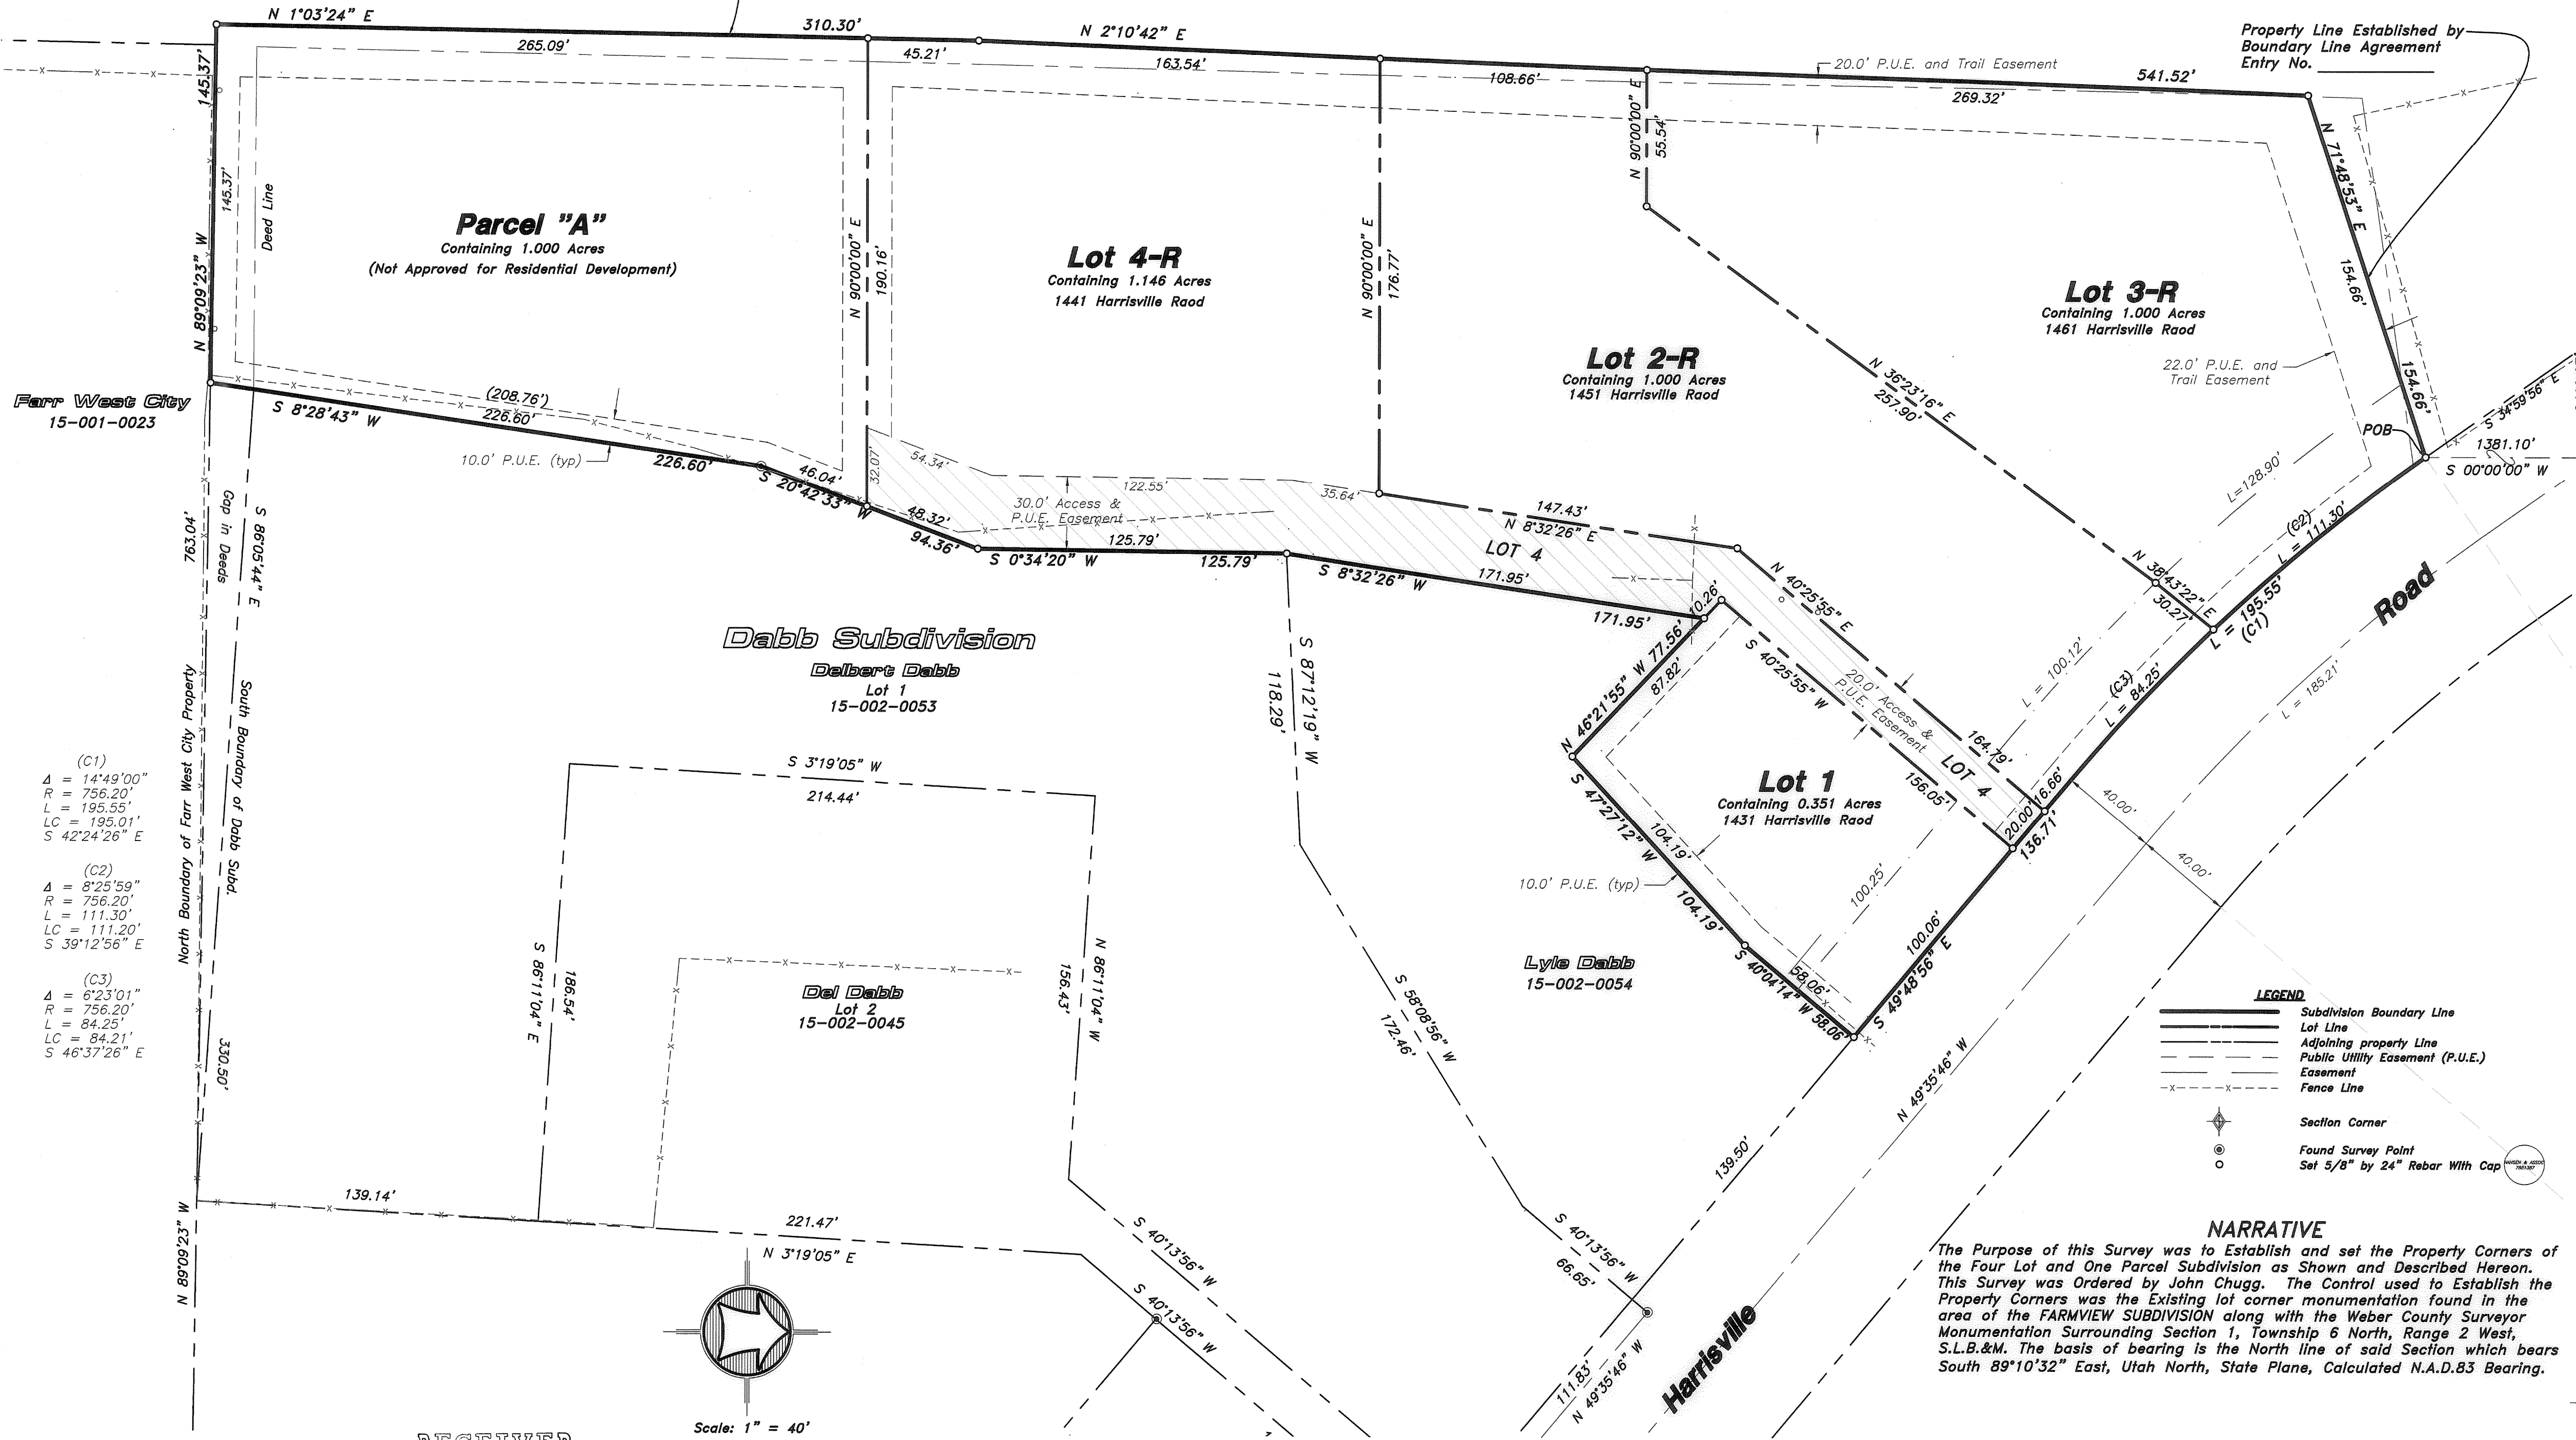 N 1°03'24" E
310.30'
N 2°10'42" E
541.52'
265.09'
45.21'
163.54'
108.66'
269.32'
20.0' P.U.E. and Trail Easement
Property Line Established by
Boundary Line Agreement
Entry No.
145.37'
N 89°09'23" W
145.37'
Deed Line
Parcel "A"
Containing 1.000 Acres
(Not Approved for Residential Development)
N 90°00'00" E
190.16'
Lot 4-R
Containing 1.146 Acres
1441 Harrisville Raod
N 90°00'00" E
176.77'
N 90°00'00" E
55.54'
Lot 2-R
Containing 1.000 Acres
1451 Harrisville Raod
Lot 3-R
Containing 1.000 Acres
1461 Harrisville Raod
N 36°23'16" E
257.90'
22.0' P.U.E. and
Trail Easement
N 71°48'53" E
154.66'
154.66'
POB
S 34°59'56" E
1381.10'
S 00°00'00" W
Farr West City
15-001-0023
S 8°28'43" W
(208.76')
226.60'
226.60'
10.0' P.U.E. (typ)
46.04'
S 20°42'33" W
32.07'
54.34'
48.32'
94.36'
122.55'
30.0' Access &
P.U.E. Easement
125.79'
S 0°34'20" W
125.79'
35.64'
147.43'
N 8°32'26" E
LOT 4
171.95'
S 8°32'26" W
171.95'
10.26'
N 40°25'55" E
164.79'
20.0' Access &
P.U.E. Easement
LOT 4
S 40°25'55" W
156.05'
N 46°21'55" W 77.56'
87.82'
Lot 1
Containing 0.351 Acres
1431 Harrisville Raod
S 47°27'12" W
104.19'
104.19'
10.0' P.U.E. (typ)
S 40°04'14" W 58.06'
58.06'
100.25'
100.06'
S 49°48'56" E
20.00'
16.66'
136.71'
N 38°43'22" E
30.27'
L = 100.12'
L=128.90'
(C2)
L = 111.30'
L = 195.55'
(C1)
(C3)
L = 84.25'
L = 185.21'
40.00'
40.00'
Road
763.04'
Gap in Deeds
S 86°05'44" E
North Boundary of Farr West City Property
South Boundary of Dabb Subd.
330.50'
N 89°09'23" W
Dabb Subdivision
Delbert Dabb
Lot 1
15-002-0053
S 87°12'19" W
118.29'
S 3°19'05" W
214.44'
S 86°11'04" E
186.54'
N 86°11'04" W
156.43'
Del Dabb
Lot 2
15-002-0045
Lyle Dabb
15-002-0054
S 58°08'56" W
172.46'
139.14'
221.47'
N 3°19'05" E
S 40°13'56" W
S 40°13'56" W
S 40°13'56" W
66.65'
139.50'
111.83'
N 49°35'46" W
N 49°35'46" W
Harrisville
(C1)
Δ = 14°49'00"
R = 756.20'
L = 195.55'
LC = 195.01'
S 42°24'26" E
(C2)
Δ = 8°25'59"
R = 756.20'
L = 111.30'
LC = 111.20'
S 39°12'56" E
(C3)
Δ = 6°23'01"
R = 756.20'
L = 84.25'
LC = 84.21'
S 46°37'26" E
LEGEND
Subdivision Boundary Line
Lot Line
Adjoining property Line
Public Utility Easement (P.U.E.)
Easement
Fence Line
Section Corner
Found Survey Point
Set 5/8" by 24" Rebar With Cap
NARRATIVE
The Purpose of this Survey was to Establish and set the Property Corners of
the Four Lot and One Parcel Subdivision as Shown and Described Hereon.
This Survey was Ordered by John Chugg. The Control used to Establish the
Property Corners was the Existing lot corner monumentation found in the
area of the FARMVIEW SUBDIVISION along with the Weber County Surveyor
Monumentation Surrounding Section 1, Township 6 North, Range 2 West,
S.L.B.&M. The basis of bearing is the North line of said Section which bears
South 89°10'32" East, Utah North, State Plane, Calculated N.A.D.83 Bearing.
Scale: 1" = 40'